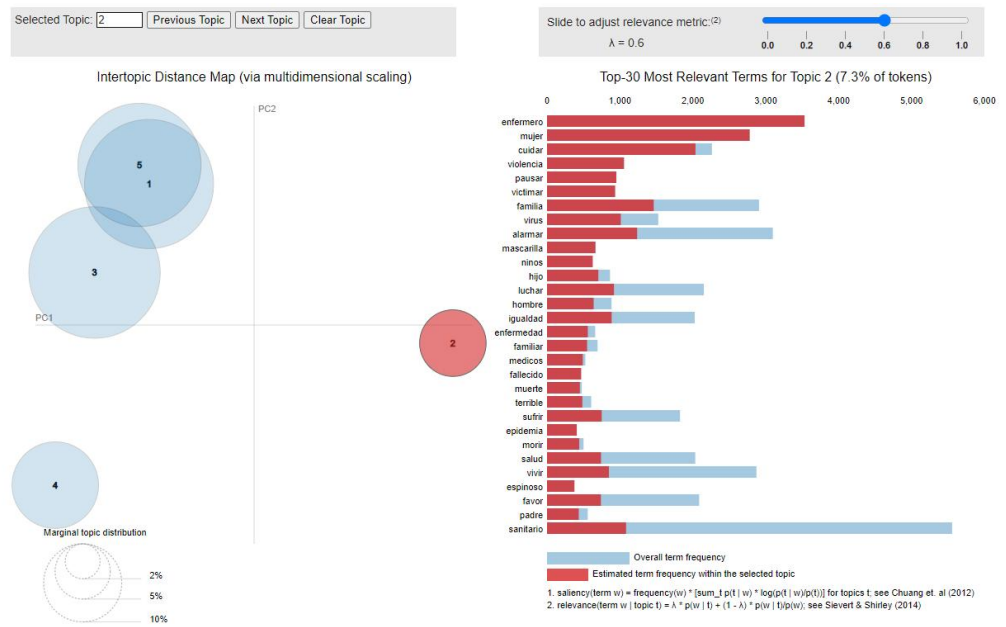 Selected Topic: 2 Previous Topic Next Topic Clear Topic
Slide to adjust relevance metric:(2)
λ = 0.6
0.0 0.2 0.4 0.6 0.8 1.0
Intertopic Distance Map (via multidimensional scaling)
PC2
PC1
5
1
3
2
4
Marginal topic distribution
2%
5%
10%
Top-30 Most Relevant Terms for Topic 2 (7.3% of tokens)
0 1,000 2,000 3,000 4,000 5,000 6,000
enfermero
mujer
cuidar
violencia
pausar
victimar
familia
virus
alarmar
mascarilla
ninos
hijo
luchar
hombre
igualdad
enfermedad
familiar
medicos
fallecido
muerte
terrible
sufrir
epidemia
morir
salud
vivir
espinoso
favor
padre
sanitario
Overall term frequency
Estimated term frequency within the selected topic
1. saliency(term w) = frequency(w) * [sum_t p(t | w) * log(p(t | w)/p(t))] for topics t; see Chuang et. al (2012)
2. relevance(term w | topic t) = λ * p(w | t) + (1 - λ) * p(w | t)/p(w); see Sievert & Shirley (2014)